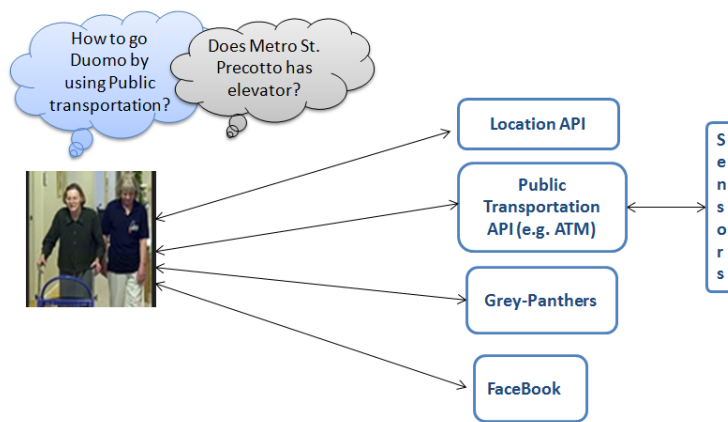 How to go
Duomo by
using Public
transportation?
Does Metro St.
Precotto has
elevator?
Location API
Public
Transportation
API (e.g. ATM)
Grey-Panthers
FaceBook
S
e
n
s
o
r
s